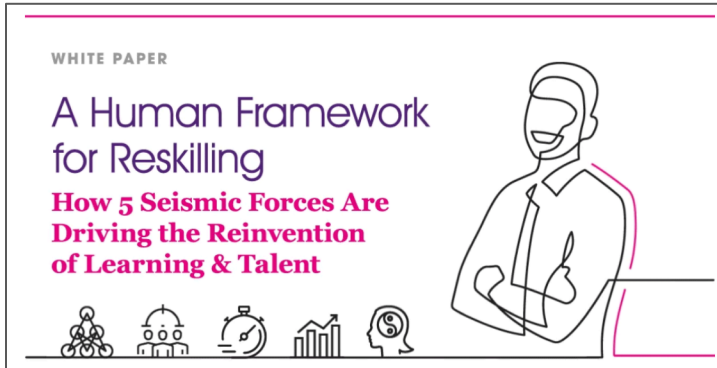 WHITE PAPER
A Human Framework
for Reskilling
How 5 Seismic Forces Are
Driving the Reinvention
of Learning & Talent